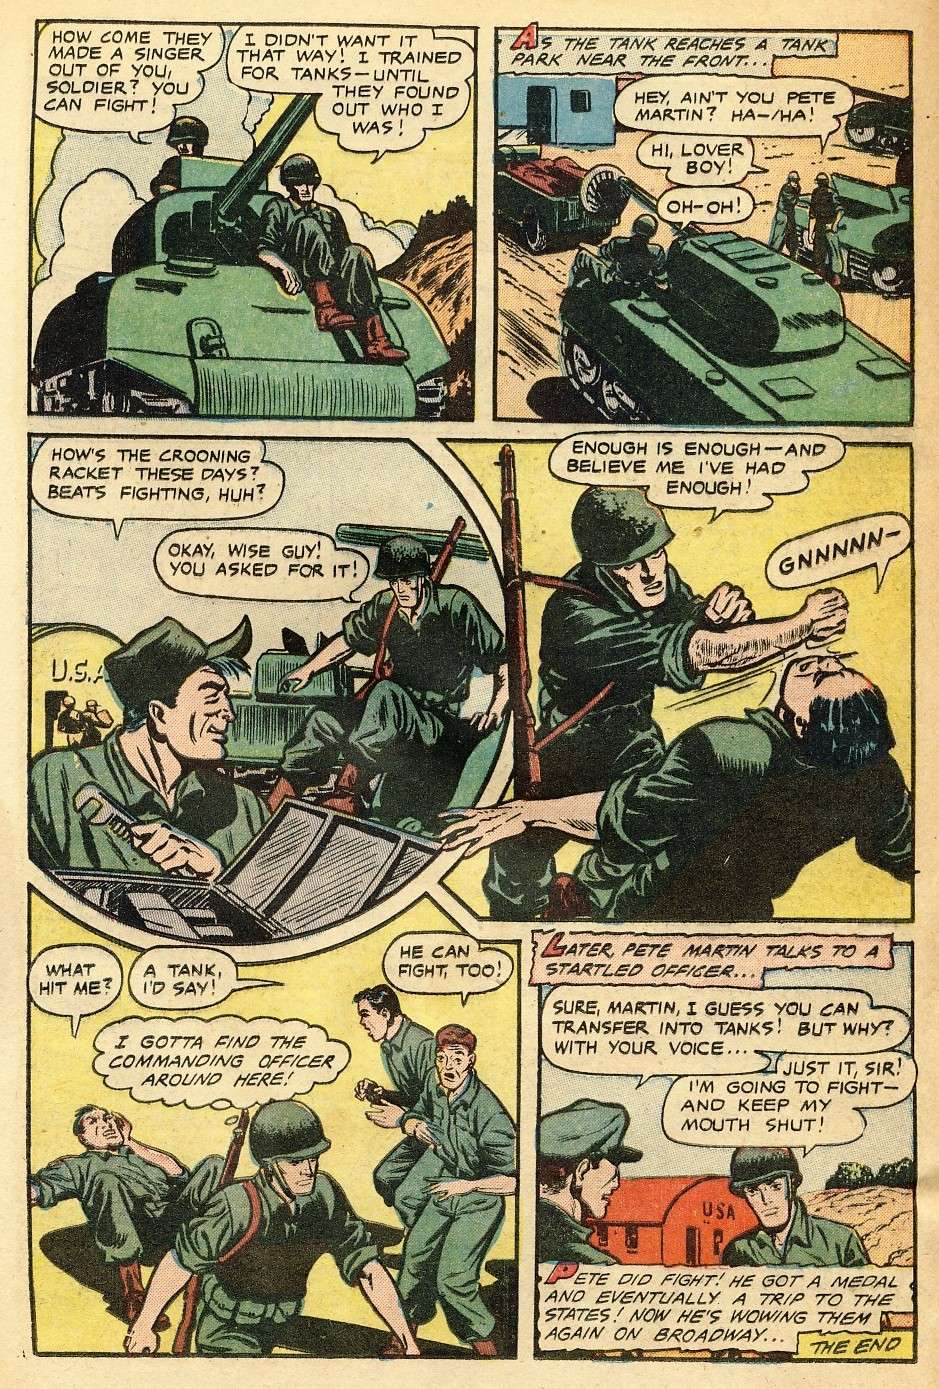 HOW COME THEY
MADE A SINGER
OUT OF YOU,
SOLDIER? YOU
CAN FIGHT!
I DIDN'T WANT IT
THAT WAY! I TRAINED
FOR TANKS—UNTIL
THEY FOUND
OUT WHO I
WAS!
AS THE TANK REACHES A TANK
PARK NEAR THE FRONT...
HEY, AIN'T YOU PETE
MARTIN? HA-/HA!
HI, LOVER
BOY!
OH-OH!
HOW'S THE CROONING
RACKET THESE DAYS?
BEATS FIGHTING, HUH?
OKAY, WISE GUY!
YOU ASKED FOR IT!
U.S.A
ENOUGH IS ENOUGH—AND
BELIEVE ME I'VE HAD
ENOUGH!
GNNNNN-
WHAT
HIT ME?
A TANK,
I'D SAY!
HE CAN
FIGHT, TOO!
I GOTTA FIND THE
COMMANDING OFFICER
AROUND HERE!
LATER, PETE MARTIN TALKS TO A
STARTLED OFFICER...
SURE, MARTIN, I GUESS YOU CAN
TRANSFER INTO TANKS! BUT WHY?
WITH YOUR VOICE...
JUST IT, SIR!
I'M GOING TO FIGHT—
AND KEEP MY
MOUTH SHUT!
USA
PETE DID FIGHT! HE GOT A MEDAL
AND EVENTUALLY A TRIP TO THE
STATES! NOW HE'S WOWING THEM
AGAIN ON BROADWAY...
THE END